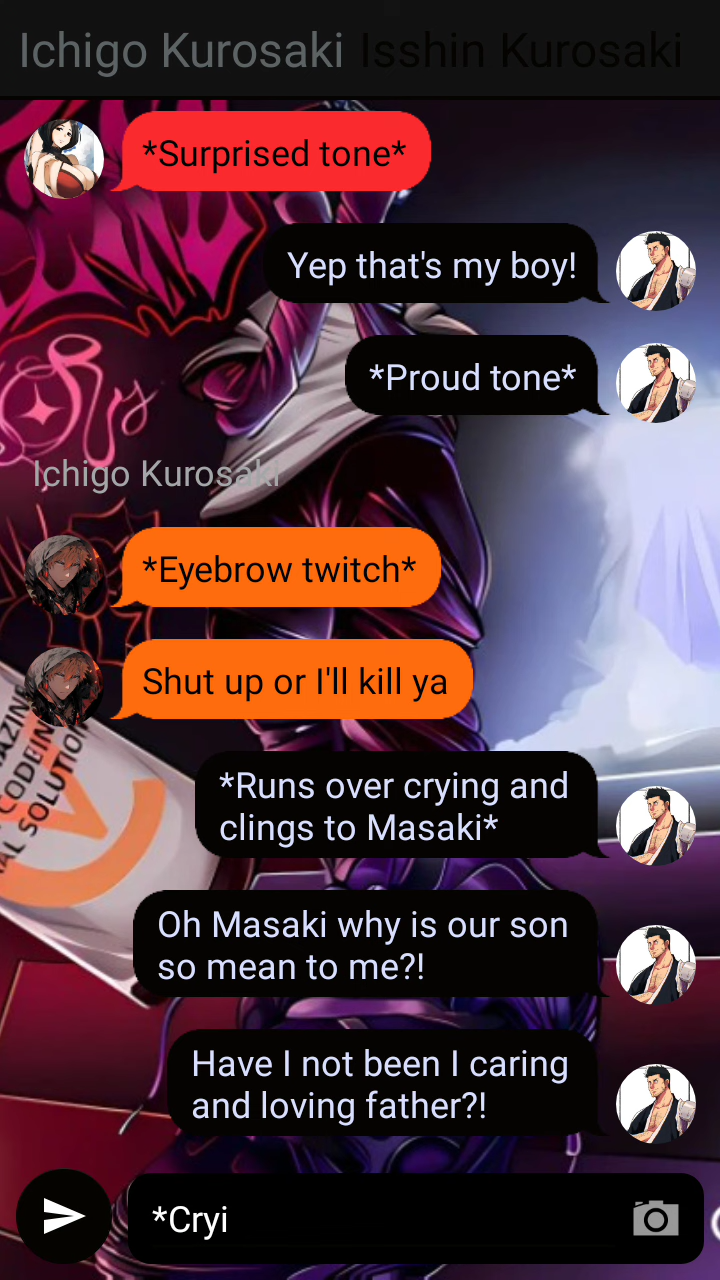 Ichigo Kurosaki Isshin Kurosaki
*Surprised tone*
Yep that's my boy!
*Proud tone*
Ichigo Kurosaki
*Eyebrow twitch*
Shut up or I'll kill ya
*Runs over crying and
clings to Masaki*
Oh Masaki why is our son
so mean to me?!
Have I not been I caring
and loving father?!
*Cryi